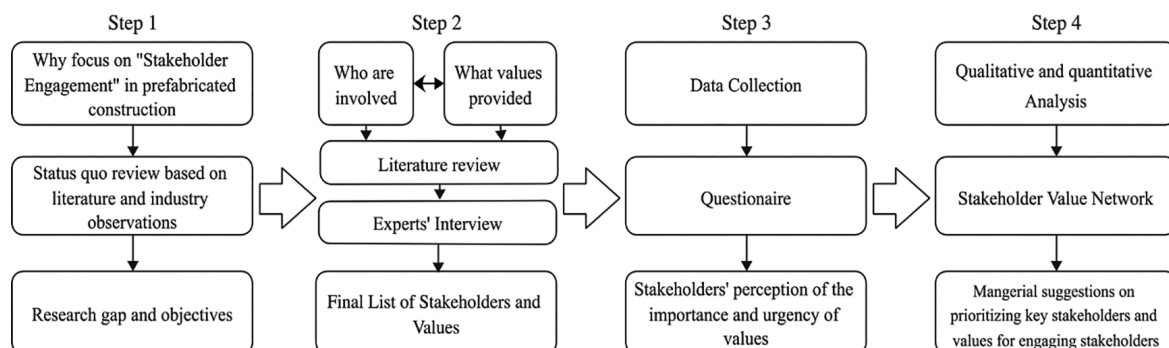 Step 1
Why focus on "Stakeholder
Engagement" in prefabricated
construction
Status quo review based on
literature and industry
observations
Research gap and objectives
Step 2
Who are
involved
What values
provided
Literature review
Experts' Interview
Final List of Stakeholders and
Values
Step 3
Data Collection
Questionaire
Stakeholders' perception of the
importance and urgency of
values
Step 4
Qualitative and quantitative
Analysis
Stakeholder Value Network
Mangerial suggestions on
prioritizing key stakeholders and
values for engaging stakeholders